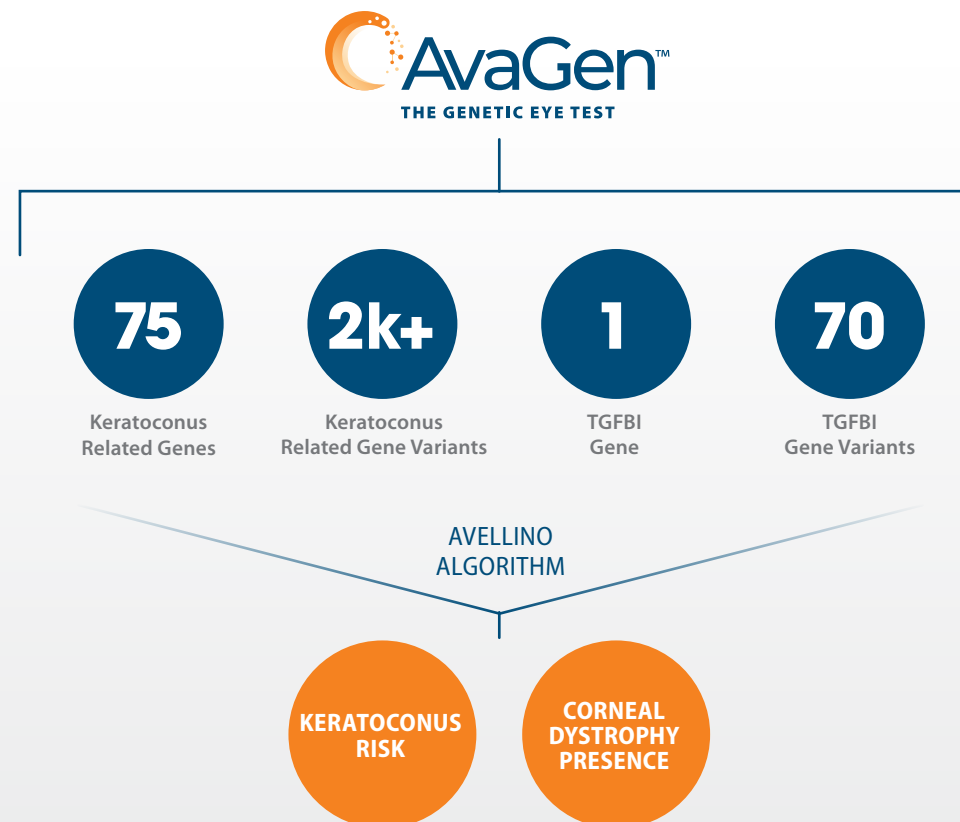 AvaGen™
THE GENETIC EYE TEST
75
Keratoconus
Related Genes
2k+
Keratoconus
Related Gene Variants
1
TGFBI
Gene
70
TGFBI
Gene Variants
AVELLINO
ALGORITHM
KERATOCONUS
RISK
CORNEAL
DYSTROPHY
PRESENCE